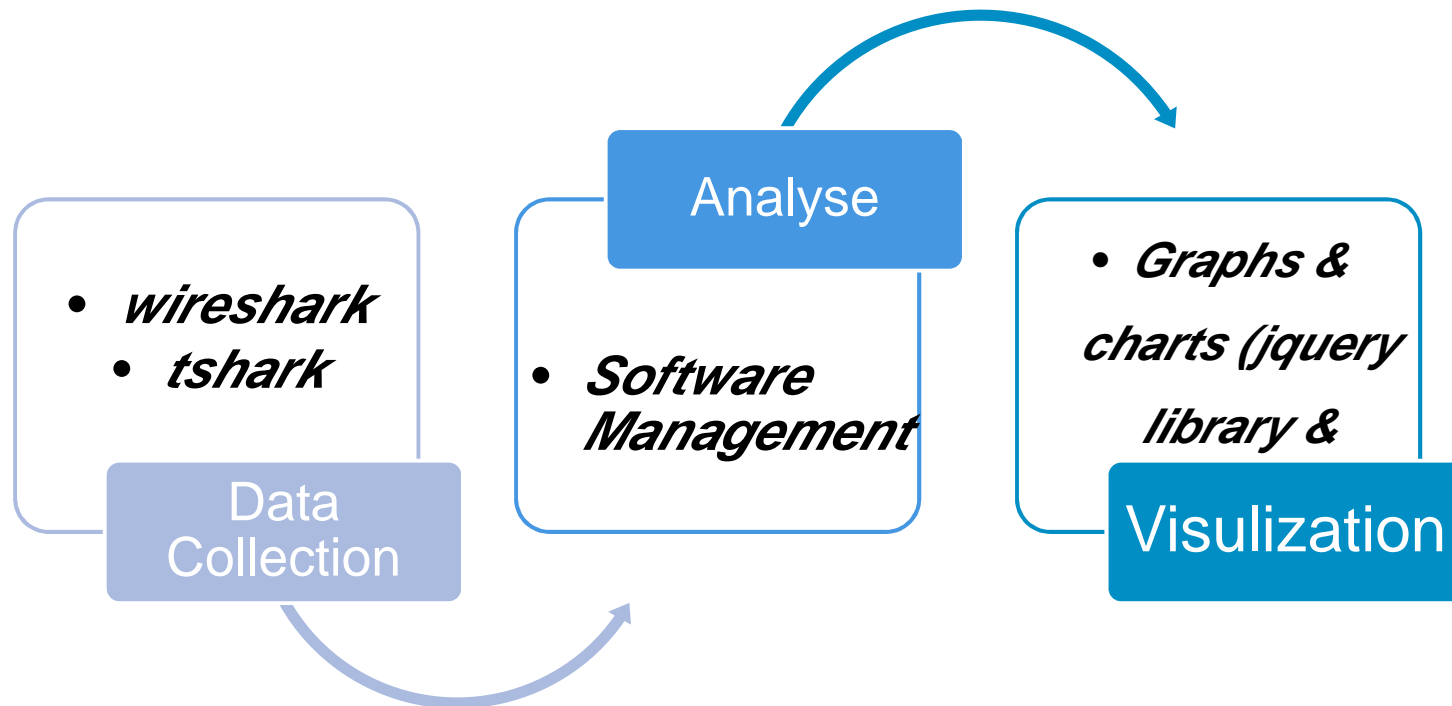 • wireshark
• tshark
Data
Collection
Analyse
• Software
Management
• Graphs &
charts (jquery
library &
Visulization